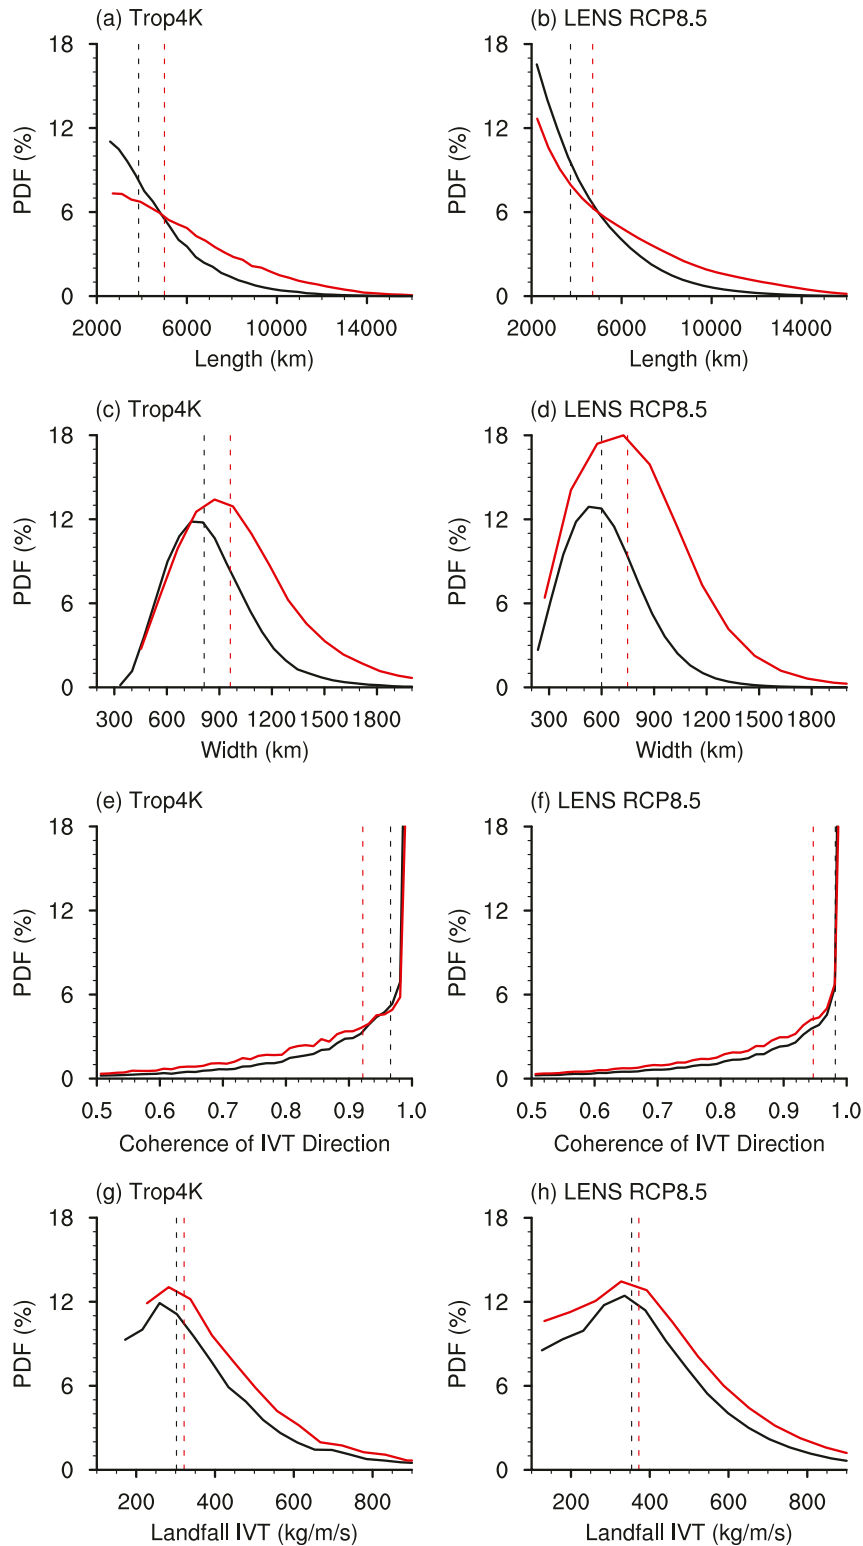 (a) Trop4K
18
12
6
0
PDF (%)
2000 6000 10000 14000
Length (km)
(b) LENS RCP8.5
18
12
6
0
PDF (%)
2000 6000 10000 14000
Length (km)
(c) Trop4K
18
12
6
0
PDF (%)
300 600 900 1200 1500 1800
Width (km)
(d) LENS RCP8.5
18
12
6
0
PDF (%)
300 600 900 1200 1500 1800
Width (km)
(e) Trop4K
18
12
6
0
PDF (%)
0.5 0.6 0.7 0.8 0.9 1.0
Coherence of IVT Direction
(f) LENS RCP8.5
18
12
6
0
PDF (%)
0.5 0.6 0.7 0.8 0.9 1.0
Coherence of IVT Direction
(g) Trop4K
18
12
6
0
PDF (%)
200 400 600 800
Landfall IVT (kg/m/s)
(h) LENS RCP8.5
18
12
6
0
PDF (%)
200 400 600 800
Landfall IVT (kg/m/s)